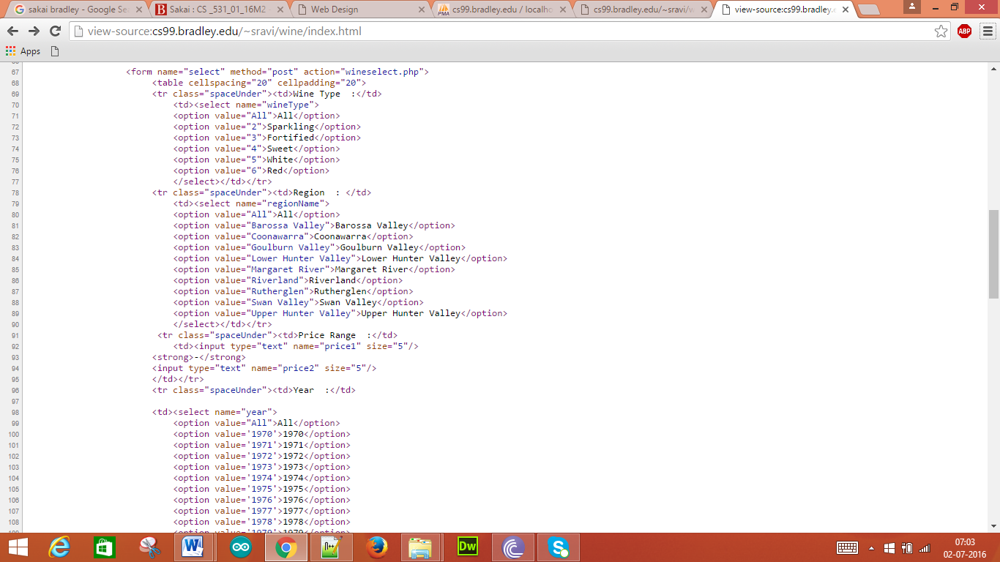 sakai bradley - Google Se
Sakai : CS _531_01_16M2
Web Design
cs99.bradley.edu / localho
cs99.bradley.edu/~sravi/w
view-source:cs99.bradley.e
view-source:cs99.bradley.edu/~sravi/wine/index.html
ABP
Apps
67 <form name="select" method="post" action="wineselect.php">
68 <table cellspacing="20" cellpadding="20">
69 <tr class="spaceUnder"><td>Wine Type  :</td>
70 <td><select name="wineType">
71 <option value="All">All</option>
72 <option value="2">Sparkling</option>
73 <option value="3">Fortified</option>
74 <option value="4">Sweet</option>
75 <option value="5">White</option>
76 <option value="6">Red</option>
77 </select></td></tr>
78 <tr class="spaceUnder"><td>Region  : </td>
79 <td><select name="regionName">
80 <option value="All">All</option>
81 <option value="Barossa Valley">Barossa Valley</option>
82 <option value="Coonawarra">Coonawarra</option>
83 <option value="Goulburn Valley">Goulburn Valley</option>
84 <option value="Lower Hunter Valley">Lower Hunter Valley</option>
85 <option value="Margaret River">Margaret River</option>
86 <option value="Riverland">Riverland</option>
87 <option value="Rutherglen">Rutherglen</option>
88 <option value="Swan Valley">Swan Valley</option>
89 <option value="Upper Hunter Valley">Upper Hunter Valley</option>
90 </select></td></tr>
91 <tr class="spaceUnder"><td>Price Range  :</td>
92 <td><input type="text" name="price1" size="5"/>
93 <strong>-</strong>
94 <input type="text" name="price2" size="5"/>
95 </td></tr>
96 <tr class="spaceUnder"><td>Year  :</td>
97
98 <td><select name="year">
99 <option value="All">All</option>
100 <option value='1970'>1970</option>
101 <option value='1971'>1971</option>
102 <option value='1972'>1972</option>
103 <option value='1973'>1973</option>
104 <option value='1974'>1974</option>
105 <option value='1975'>1975</option>
106 <option value='1976'>1976</option>
107 <option value='1977'>1977</option>
108 <option value='1978'>1978</option>
Dw
07:03
02-07-2016